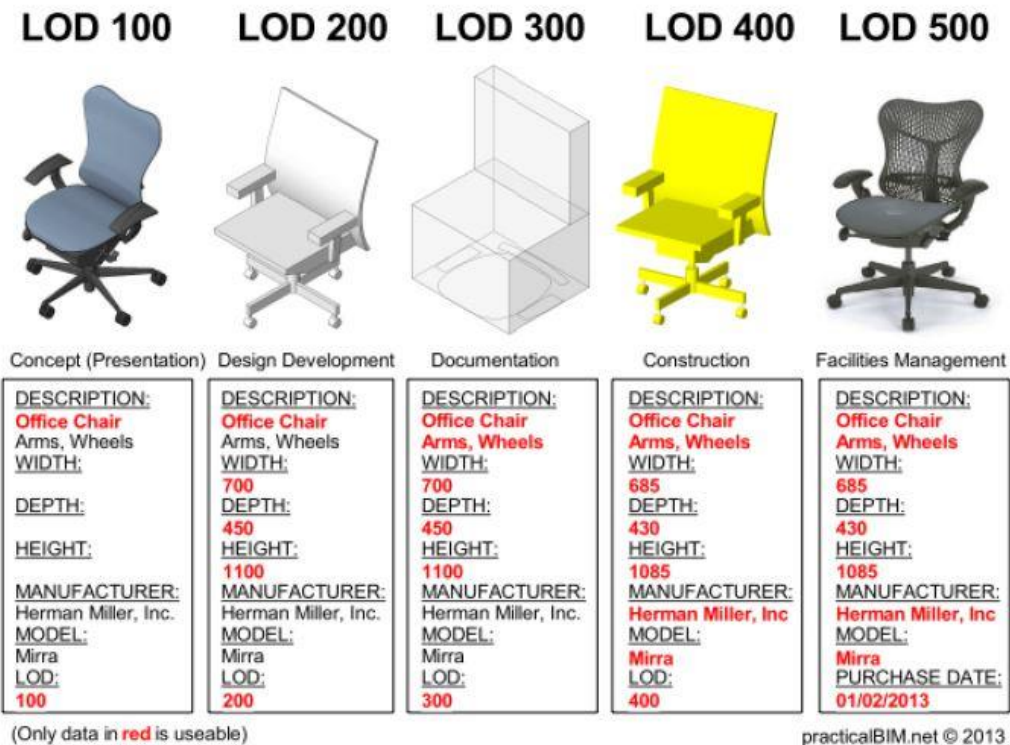 LOD 100
LOD 200
LOD 300
LOD 400
LOD 500
Concept (Presentation)
Design Development
Documentation
Construction
Facilities Management
DESCRIPTION:
Office Chair
Arms, Wheels
WIDTH:
DEPTH:
HEIGHT:
MANUFACTURER:
Herman Miller, Inc.
MODEL:
Mirra
LOD:
100
DESCRIPTION:
Office Chair
Arms, Wheels
WIDTH:
700
DEPTH:
450
HEIGHT:
1100
MANUFACTURER:
Herman Miller, Inc.
MODEL:
Mirra
LOD:
200
DESCRIPTION:
Office Chair
Arms, Wheels
WIDTH:
700
DEPTH:
450
HEIGHT:
1100
MANUFACTURER:
Herman Miller, Inc.
MODEL:
Mirra
LOD:
300
DESCRIPTION:
Office Chair
Arms, Wheels
WIDTH:
685
DEPTH:
430
HEIGHT:
1085
MANUFACTURER:
Herman Miller, Inc
MODEL:
Mirra
LOD:
400
DESCRIPTION:
Office Chair
Arms, Wheels
WIDTH:
685
DEPTH:
430
HEIGHT:
1085
MANUFACTURER:
Herman Miller, Inc
MODEL:
Mirra
PURCHASE DATE:
01/02/2013
(Only data in red is useable)
practicalBIM.net © 2013